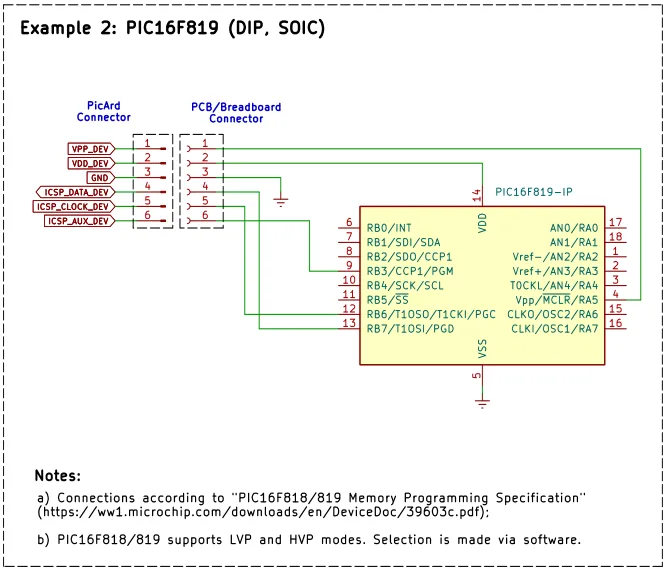 Example 2: PIC16F819 (DIP, SOIC)
PicArd
Connector
PCB/Breadboard
Connector
VPP_DEV 1 1
VDD_DEV 2 2
GND 3 3
ICSP_DATA_DEV 4 4
ICSP_CLOCK_DEV 5 5
ICSP_AUX_DEV 6 6
PIC16F819-IP
14
VDD
6 RB0/INT AN0/RA0 17
7 RB1/SDI/SDA AN1/RA1 18
8 RB2/SDO/CCP1 Vref-/AN2/RA2 1
9 RB3/CCP1/PGM Vref+/AN3/RA3 2
10 RB4/SCK/SCL T0CKL/AN4/RA4 3
11 RB5/SS Vpp/MCLR/RA5 4
12 RB6/T1OSO/T1CKI/PGC CLKO/OSC2/RA6 15
13 RB7/T1OSI/PGD CLKI/OSC1/RA7 16
VSS
5
Notes:
a) Connections according to "PIC16F818/819 Memory Programming Specification"
(https://ww1.microchip.com/downloads/en/DeviceDoc/39603c.pdf);
b) PIC16F818/819 supports LVP and HVP modes. Selection is made via software.